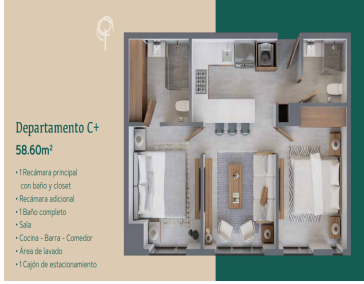 Departamento C+
58.60m²
• 1 Recámara principal
con baño y closet
• Recámara adicional
• 1 Baño completo
• Sala
• Cocina - Barra - Comedor
• Área de lavado
• 1 Cajón de estacionamiento